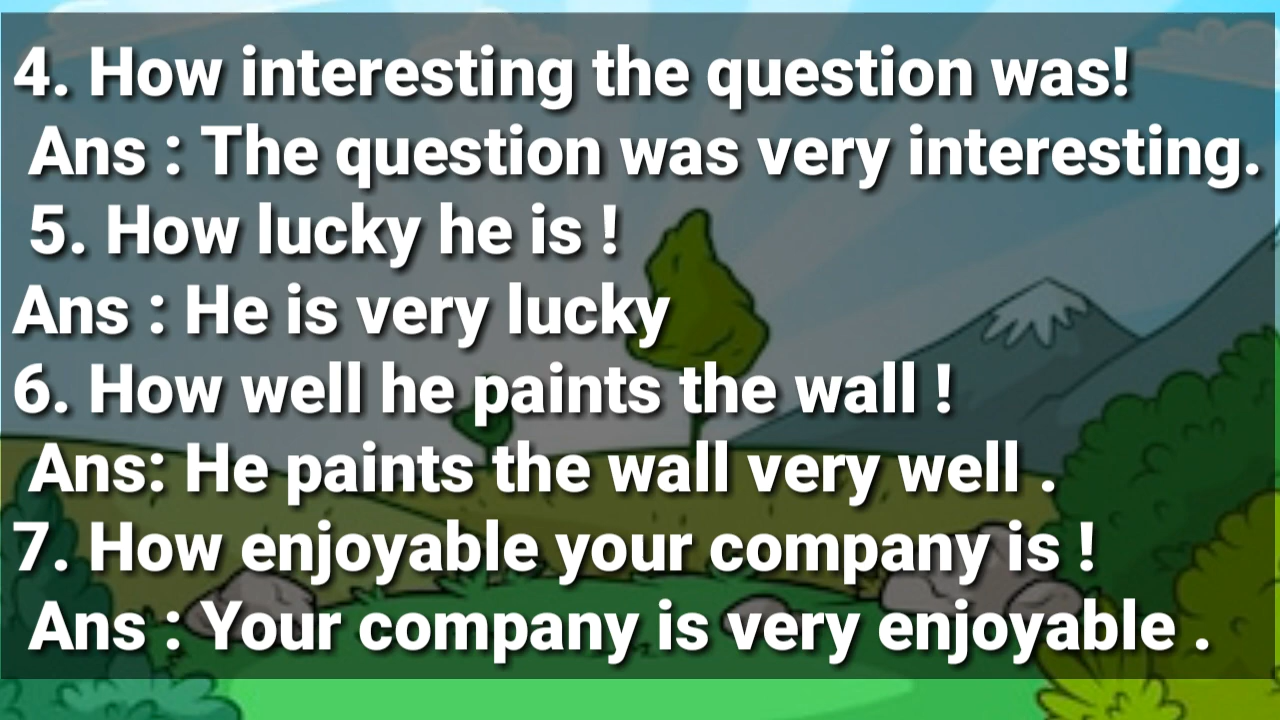 4. How interesting the question was!
Ans : The question was very interesting.
5. How lucky he is !
Ans : He is very lucky
6. How well he paints the wall !
Ans: He paints the wall very well .
7. How enjoyable your company is !
Ans : Your company is very enjoyable .